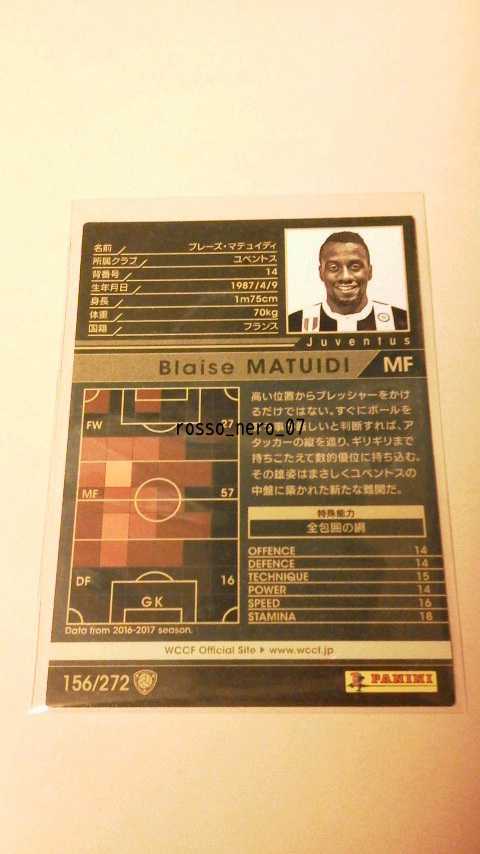 名前 ブレーズ・マテュイディ
所属クラブ ユベントス
背番号 14
生年月日 1987/4/9
身長 1m75cm
体重 70kg
国籍 フランス
Juventus
Blaise MATUIDI MF
高い位置からプレッシャーをかけ
るだけではない。すぐにボールを
しいと判断すれば、ア
タッカーの縦を遮り、ギリギリまで
持ちこたえて数的優位に持ち込む。
その雄姿はまさしくユベントスの
中盤に築かれた新たな難関だ。
rosso_nero_07
FW 27
MF 57
DF 16
GK
Data from 2016-2017 season.
特殊能力
全包囲の網
OFFENCE 14
DEFENCE 14
TECHNIQUE 15
POWER 14
SPEED 16
STAMINA 18
WCCF Official Site ▶ www.wccf.jp
156/272
PANINI